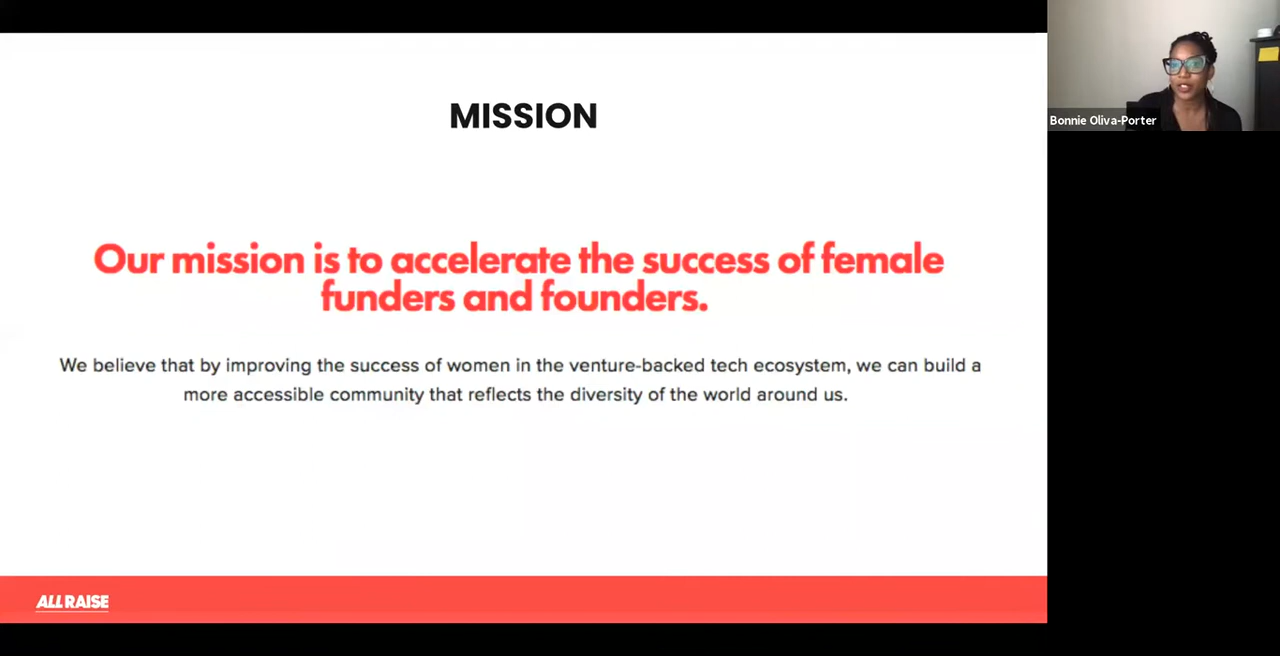 MISSION
Our mission is to accelerate the success of female
funders and founders.
We believe that by improving the success of women in the venture-backed tech ecosystem, we can build a
more accessible community that reflects the diversity of the world around us.
ALL RAISE
Bonnie Oliva-Porter